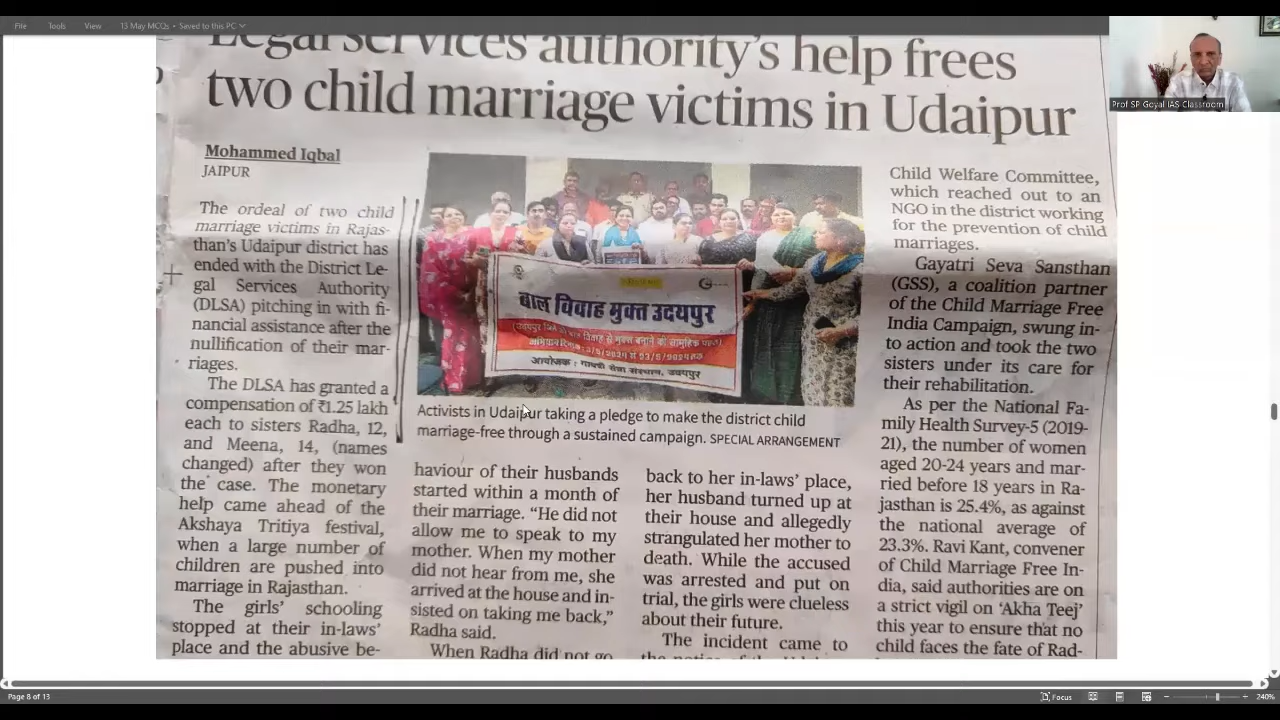 File Tools View 13 May MCQs • Saved to this PC
Prof SP Goyal IAS Classroom
Legal services authority's help frees
two child marriage victims in Udaipur
Mohammed Iqbal
JAIPUR
The ordeal of two child
marriage victims in Rajas-
than's Udaipur district has
ended with the District Le-
gal Services Authority
(DLSA) pitching in with fi-
nancial assistance after the
nullification of their mar-
riages.
The DLSA has granted a
compensation of ₹1.25 lakh
each to sisters Radha, 12,
and Meena, 14, (names
changed) after they won
the case. The monetary
help came ahead of the
Akshaya Tritiya festival,
when a large number of
children are pushed into
marriage in Rajasthan.
The girls' schooling
stopped at their in-laws'
place and the abusive be-
बाल विवाह मुक्त उदयपुर
आयोजक : गायत्री सेवा संस्थान, उदयपुर
Activists in Udaipur taking a pledge to make the district child
marriage-free through a sustained campaign. SPECIAL ARRANGEMENT
haviour of their husbands
started within a month of
their marriage. "He did not
allow me to speak to my
mother. When my mother
did not hear from me, she
arrived at the house and in-
sisted on taking me back,"
Radha said.
When Radha did not go
back to her in-laws' place,
her husband turned up at
their house and allegedly
strangulated her mother to
death. While the accused
was arrested and put on
trial, the girls were clueless
about their future.
The incident came to
Child Welfare Committee,
which reached out to an
NGO in the district working
for the prevention of child
marriages.
Gayatri Seva Sansthan
(GSS), a coalition partner
of the Child Marriage Free
India Campaign, swung in-
to action and took the two
sisters under its care for
their rehabilitation.
As per the National Fa-
mily Health Survey-5 (2019-
21), the number of women
aged 20-24 years and mar-
ried before 18 years in Ra-
jasthan is 25.4%, as against
the national average of
23.3%. Ravi Kant, convener
of Child Marriage Free In-
dia, said authorities are on
a strict vigil on 'Akha Teej'
this year to ensure that no
child faces the fate of Rad-
Page 8 of 13
Focus
240%